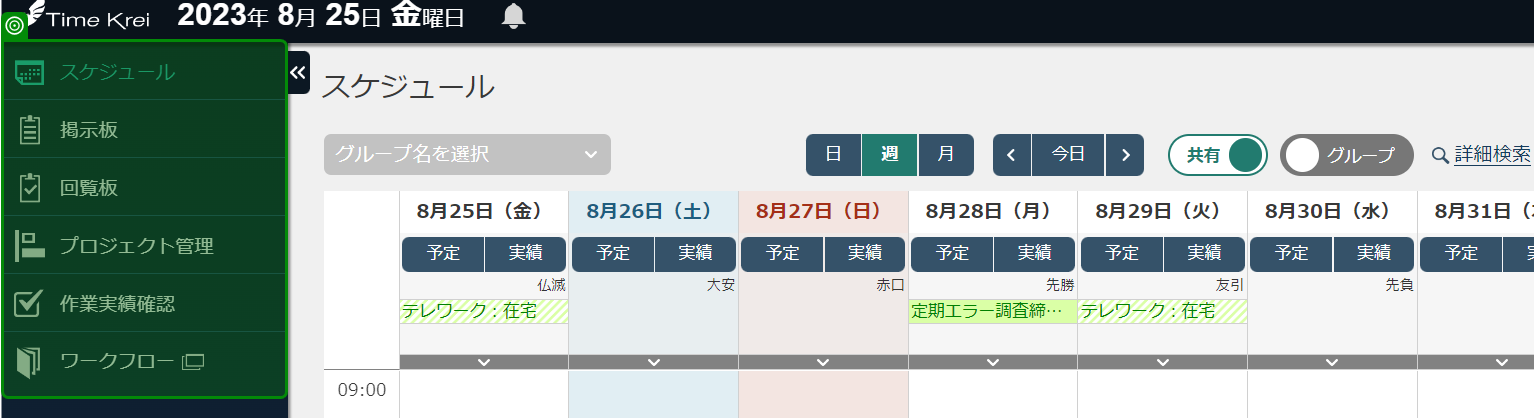 Time Krei 2023年 8月 25日 金曜日
スケジュール
掲示板
回覧板
プロジェクト管理
作業実績確認
ワークフロー
スケジュール
グループ名を選択 日 週 月 今日 共有 グループ 詳細検索
8月25日（金） 8月26日（土） 8月27日（日） 8月28日（月） 8月29日（火） 8月30日（水） 8月31日
予定 実績 予定 実績 予定 実績 予定 実績 予定 実績 予定 実績 予定
仏滅 大安 赤口 先勝 友引 先負
テレワーク：在宅 定期エラー調査締… テレワーク：在宅
09:00